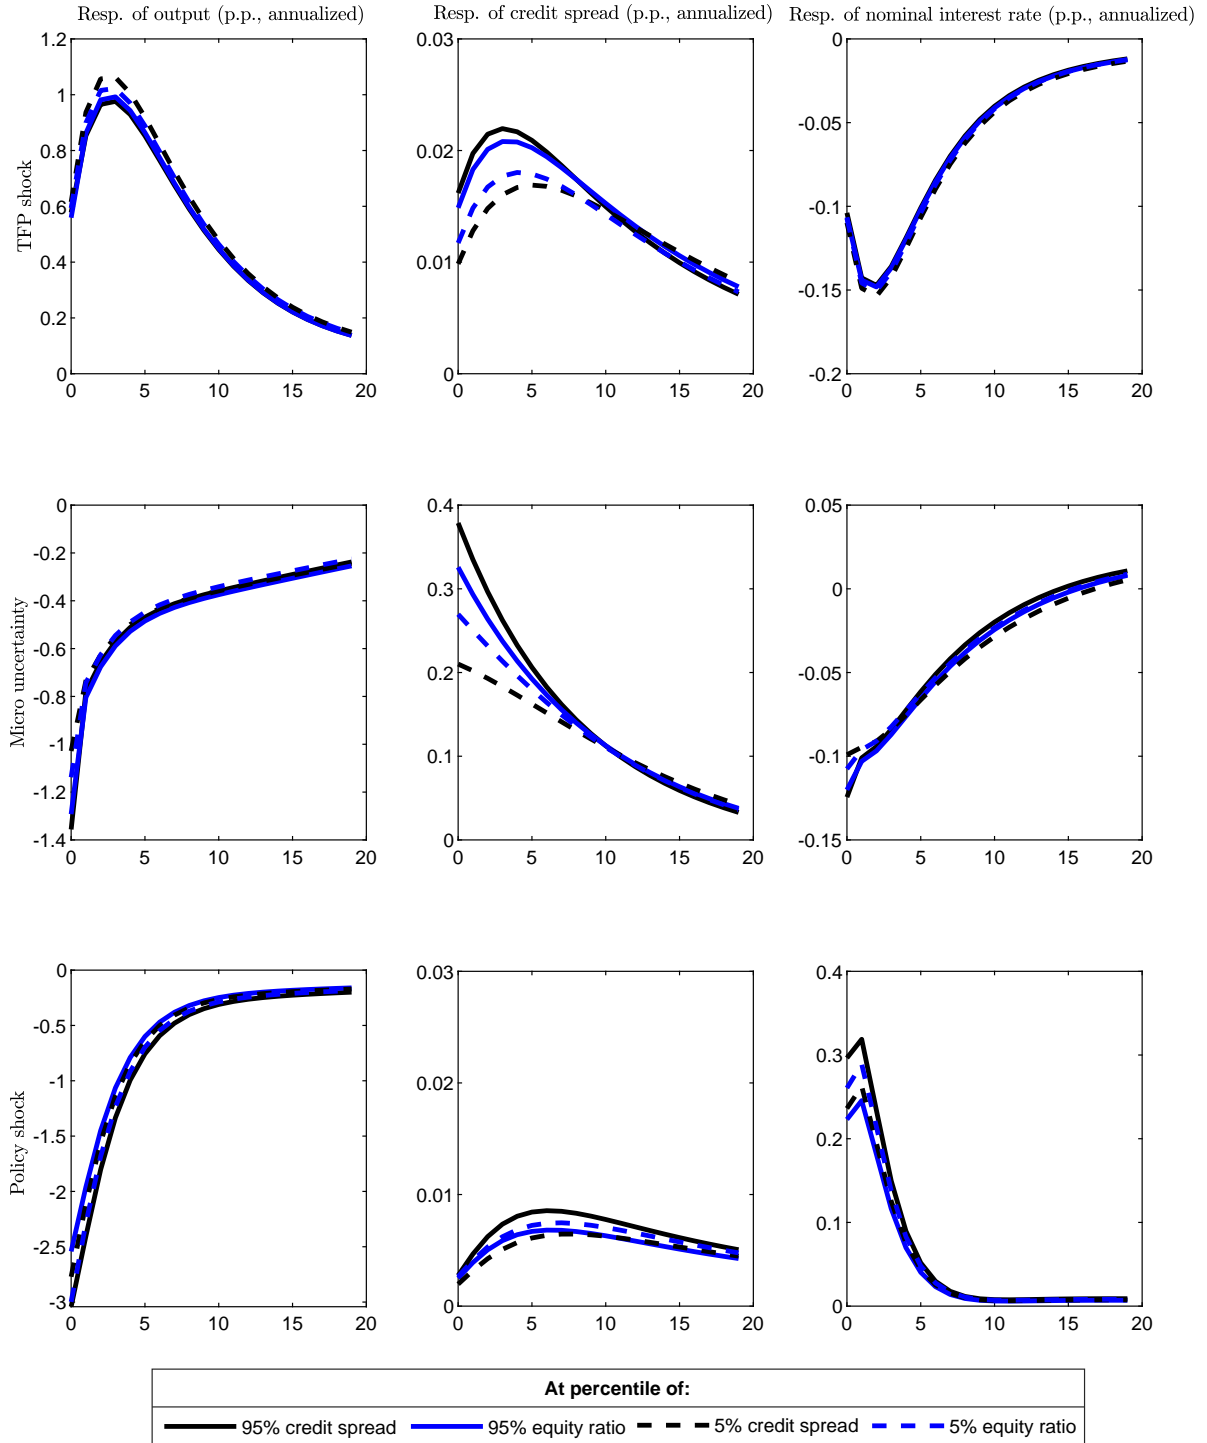 Resp. of output (p.p., annualized)
Resp. of credit spread (p.p., annualized)
Resp. of nominal interest rate (p.p., annualized)
TFP shock
1.2
1
0.8
0.6
0.4
0.2
0
0 5 10 15 20
0.03
0.02
0.01
0
0 5 10 15 20
0
-0.05
-0.1
-0.15
-0.2
0 5 10 15 20
Micro uncertainty
0
-0.2
-0.4
-0.6
-0.8
-1
-1.2
-1.4
0 5 10 15 20
0.4
0.3
0.2
0.1
0
0 5 10 15 20
0.05
0
-0.05
-0.1
-0.15
0 5 10 15 20
Policy shock
0
-0.5
-1
-1.5
-2
-2.5
-3
0 5 10 15 20
0.03
0.02
0.01
0
0 5 10 15 20
0.4
0.3
0.2
0.1
0
0 5 10 15 20
At percentile of:
95% credit spread 95% equity ratio 5% credit spread 5% equity ratio